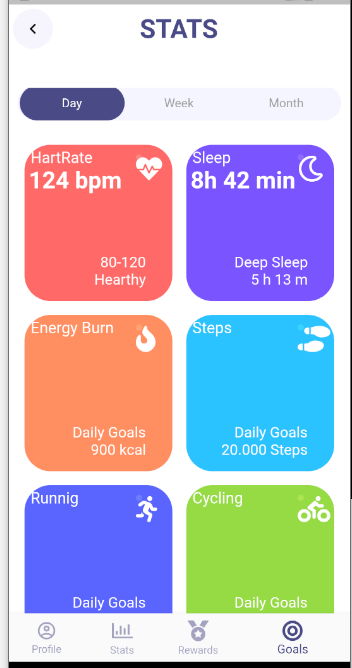 STATS
Day Week Month
HartRate
124 bpm
80-120
Hearthy
Sleep
8h 42 min
Deep Sleep
5 h 13 m
Energy Burn
Daily Goals
900 kcal
Steps
Daily Goals
20.000 Steps
Runnig
Daily Goals
Cycling
Daily Goals
Profile Stats Rewards Goals